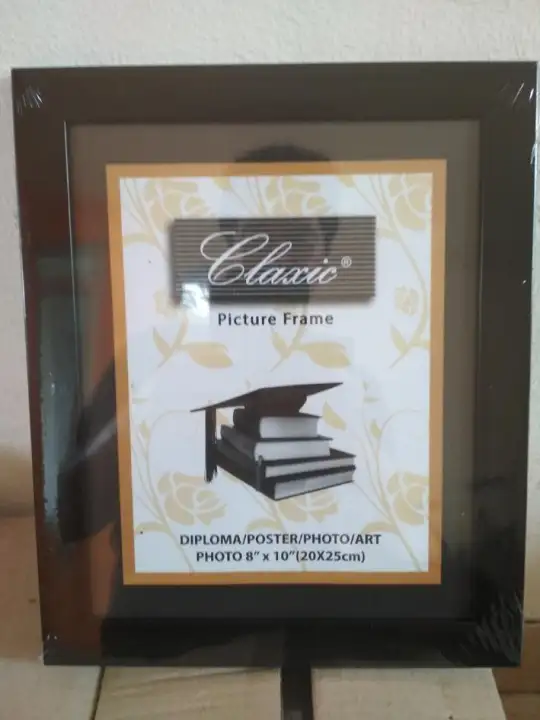 Claxic®
Picture Frame
DIPLOMA/POSTER/PHOTO/ART
PHOTO 8” x 10”(20X25cm)